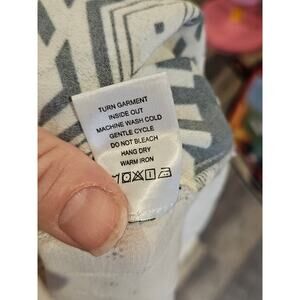 TURN GARMENT
INSIDE OUT
MACHINE WASH COLD
GENTLE CYCLE
DO NOT BLEACH
HANG DRY
WARM IRON